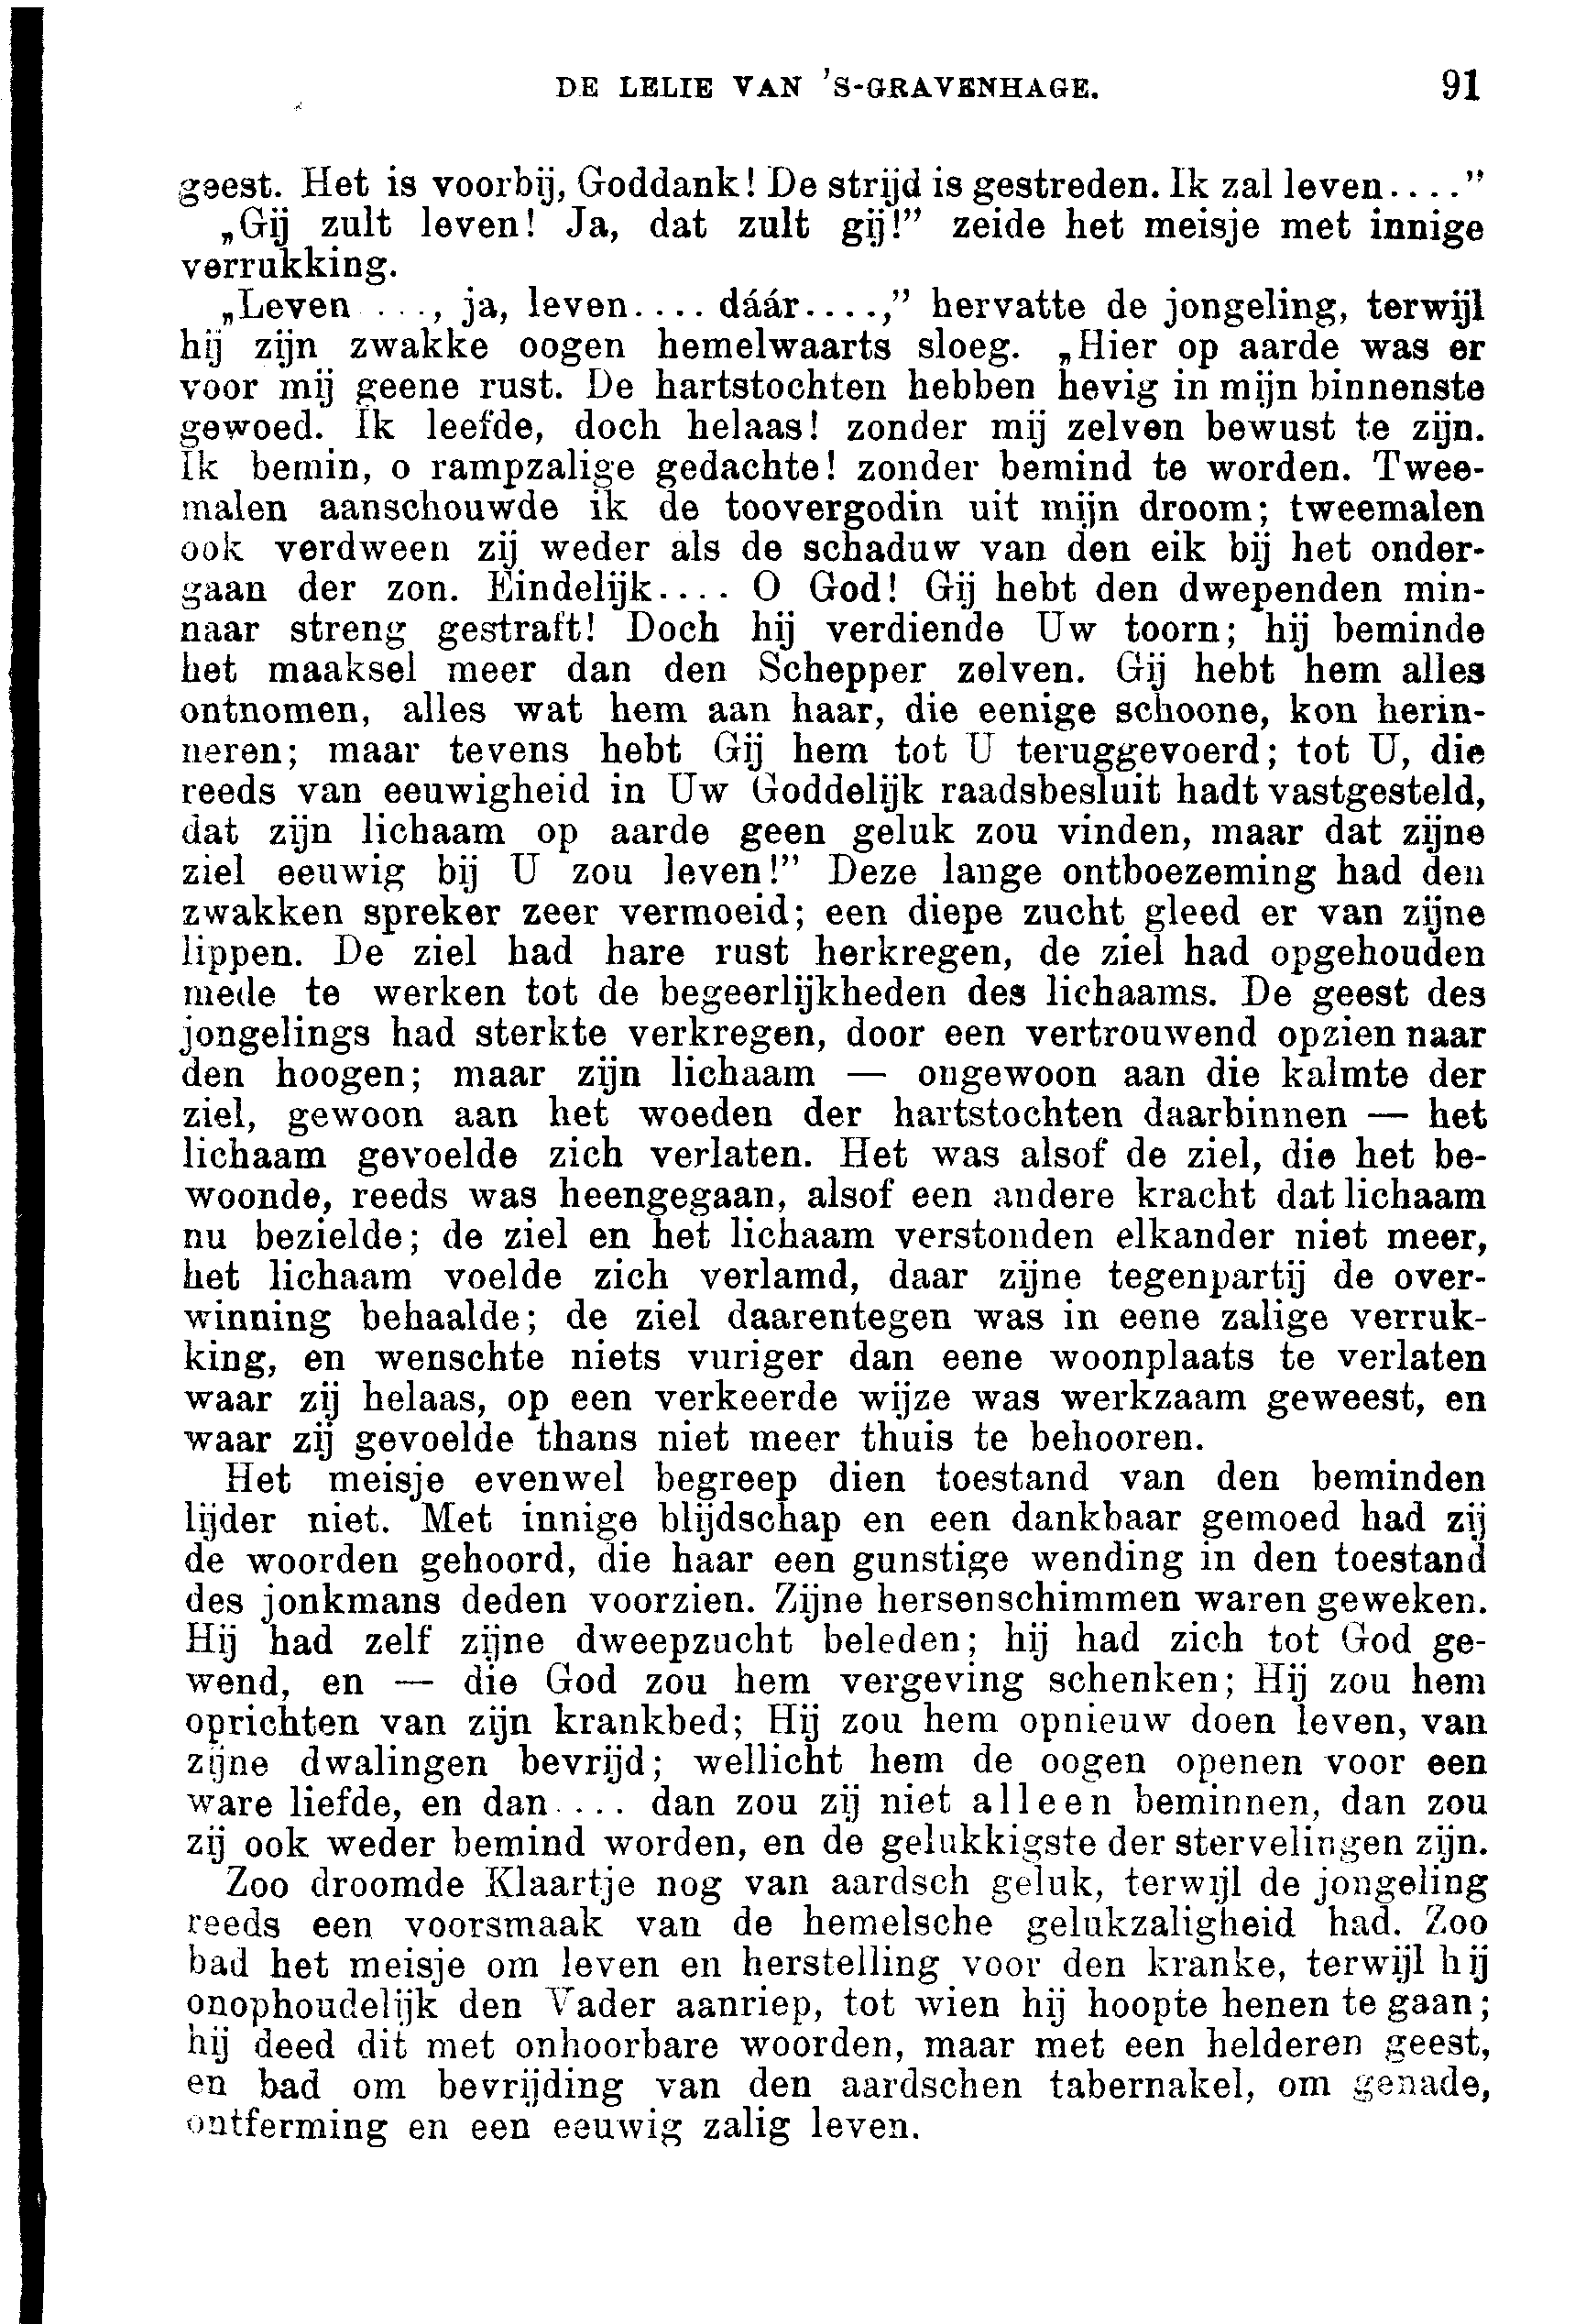 DE LELIE VAN 'S-GRAVENHAGE. 91
geest. Het is voorbij, Goddank! De strijd is gestreden. Ik zal leven...."
„Gij zult leven! Ja, dat zult gij!" zeide het meisje met innige
verrukking.
„Leven ..., ja, leven.... dáár....," hervatte de jongeling, terwijl
hij zijn zwakke oogen hemelwaarts sloeg. „Hier op aarde was er
voor mij geene rust. De hartstochten hebben hevig in mijn binnenste
gewoed. Ik leefde, doch helaas! zonder mij zelven bewust te zijn.
Ik bemin, o rampzalige gedachte! zonder bemind te worden. Twee-
malen aanschouwde ik de toovergodin uit mijn droom; tweemalen
ook verdween zij weder als de schaduw van den eik bij het onder-
gaan der zon. Eindelijk.... O God! Gij hebt den dwependen min-
naar streng gestraft! Doch hij verdiende Uw toorn; hij beminde
het maaksel meer dan den Schepper zelven. Gij hebt hem alles
ontnomen, alles wat hem aan haar, die eenige schoone, kon herin-
neren; maar tevens hebt Gij hem tot U teruggevoerd; tot U, die
reeds van eeuwigheid in Uw Goddelijk raadsbesluit hadt vastgesteld,
dat zijn lichaam op aarde geen geluk zou vinden, maar dat zijne
ziel eeuwig bij U zou leven!" Deze lange ontboezeming had den
zwakken spreker zeer vermoeid; een diepe zucht gleed er van zijne
lippen. De ziel had hare rust herkregen, de ziel had opgehouden
mede te werken tot de begeerlijkheden des lichaams. De geest des
jongelings had sterkte verkregen, door een vertrouwend opzien naar
den hoogen; maar zijn lichaam — ongewoon aan die kalmte der
ziel, gewoon aan het woeden der hartstochten daarbinnen — het
lichaam gevoelde zich verlaten. Het was alsof de ziel, die het be-
woonde, reeds was heengegaan, alsof een andere kracht dat lichaam
nu bezielde; de ziel en het lichaam verstonden elkander niet meer,
het lichaam voelde zich verlamd, daar zijne tegenpartij de over-
winning behaalde; de ziel daarentegen was in eene zalige verruk-
king, en wenschte niets vuriger dan eene woonplaats te verlaten
waar zij helaas, op een verkeerde wijze was werkzaam geweest, en
waar zij gevoelde thans niet meer thuis te behooren.
Het meisje evenwel begreep dien toestand van den beminden
lijder niet. Met innige blijdschap en een dankbaar gemoed had zij
de woorden gehoord, die haar een gunstige wending in den toestand
des jonkmans deden voorzien. Zijne hersenschimmen waren geweken.
Hij had zelf zijne dweepzucht beleden; hij had zich tot God ge-
wend, en — die God zou hem vergeving schenken; Hij zou hem
oprichten van zijn krankbed; Hij zou hem opnieuw doen leven, van
zijne dwalingen bevrijd; wellicht hem de oogen openen voor een
ware liefde, en dan.... dan zou zij niet alleen beminnen, dan zou
zij ook weder bemind worden, en de gelukkigste der stervelingen zijn.
Zoo droomde Klaartje nog van aardsch geluk, terwijl de jongeling
reeds een voorsmaak van de hemelsche gelukzaligheid had. Zoo
bad het meisje om leven en herstelling voor den kranke, terwijl hij
onophoudelijk den Vader aanriep, tot wien hij hoopte henen te gaan;
hij deed dit met onhoorbare woorden, maar met een helderen geest,
en bad om bevrijding van den aardschen tabernakel, om genade,
ontferming en een eeuwig zalig leven.